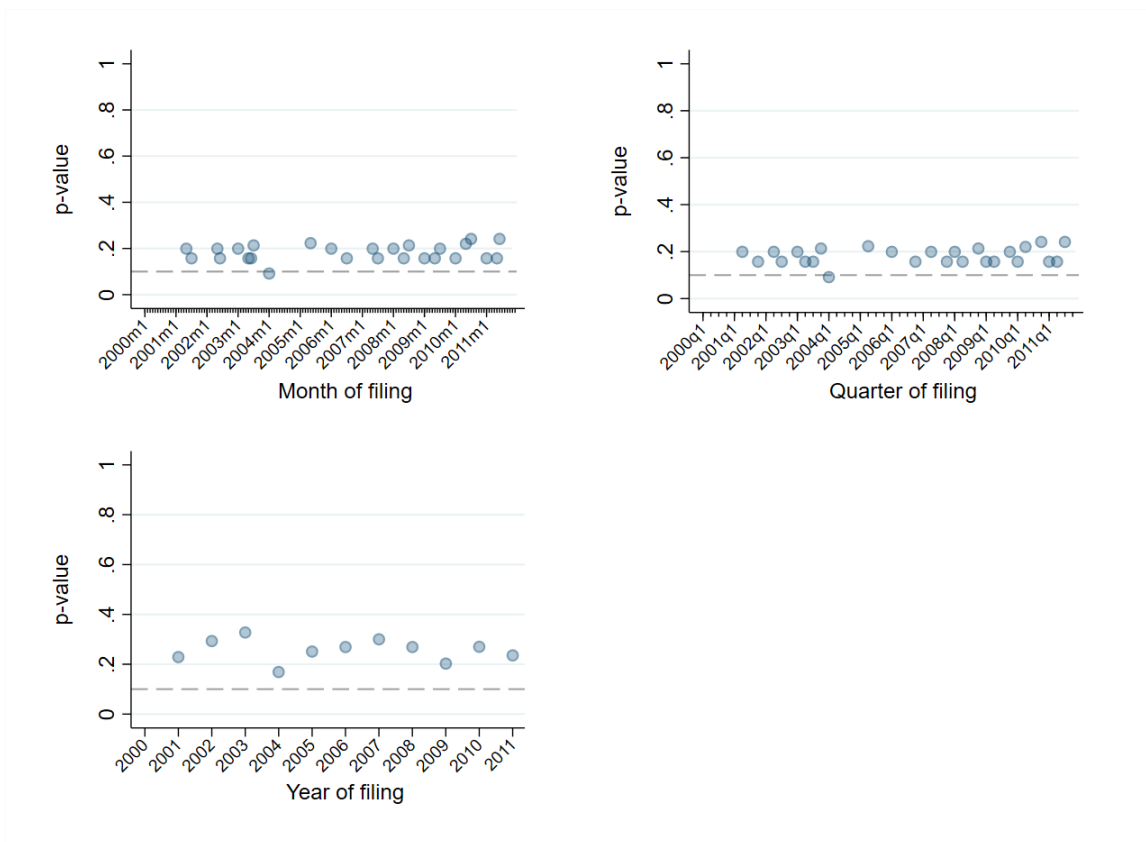 p-value
1
.8
.6
.4
.2
0
2000m1
2001m1
2002m1
2003m1
2004m1
2005m1
2006m1
2007m1
2008m1
2009m1
2010m1
2011m1
Month of filing
p-value
1
.8
.6
.4
.2
0
2000q1
2001q1
2002q1
2003q1
2004q1
2005q1
2006q1
2007q1
2008q1
2009q1
2010q1
2011q1
Quarter of filing
p-value
1
.8
.6
.4
.2
0
2000
2001
2002
2003
2004
2005
2006
2007
2008
2009
2010
2011
Year of filing